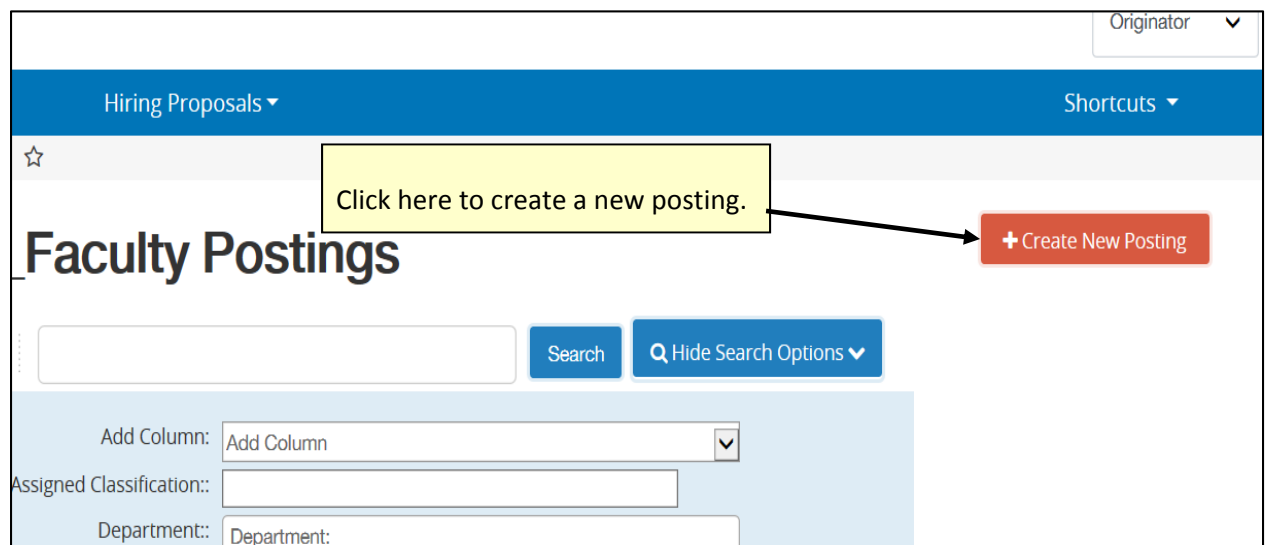 Originator
Hiring Proposals
Shortcuts
Click here to create a new posting.
_Faculty Postings
Create New Posting
Search
Hide Search Options
Add Column: Add Column
Assigned Classification::
Department:: Department: